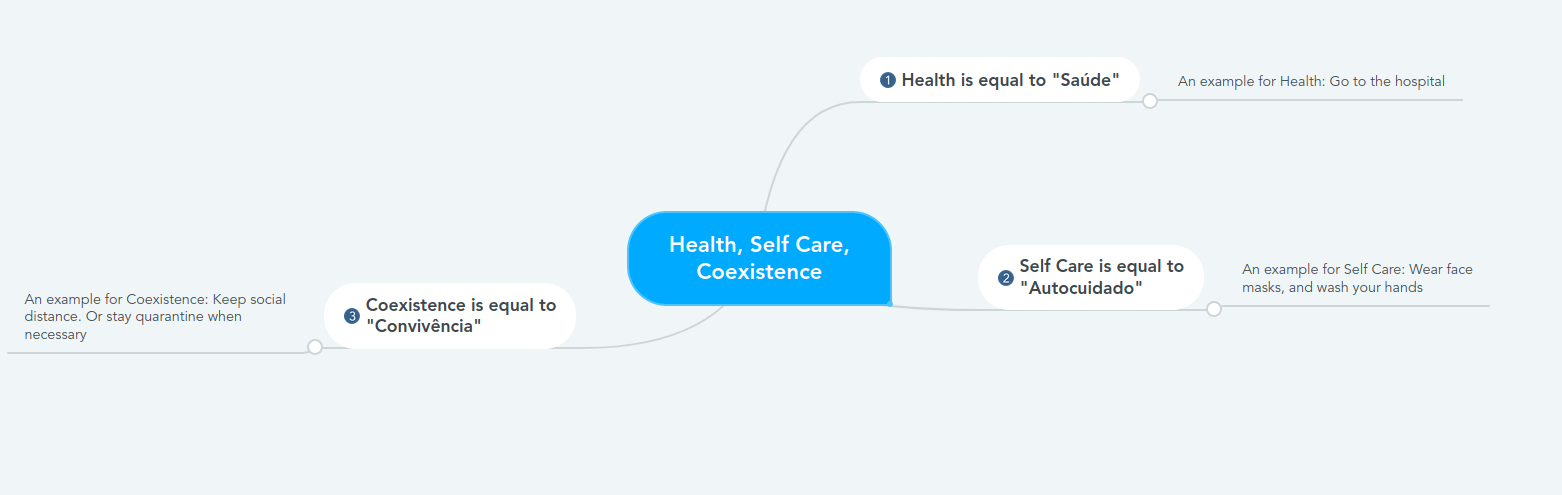 Health, Self Care,
Coexistence
1 Health is equal to "Saúde"
An example for Health: Go to the hospital
2 Self Care is equal to
"Autocuidado"
An example for Self Care: Wear face
masks, and wash your hands
3 Coexistence is equal to
"Convivência"
An example for Coexistence: Keep social
distance. Or stay quarantine when
necessary